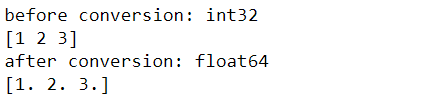 before conversion: int32
[1 2 3]
after conversion: float64
[1. 2. 3.]